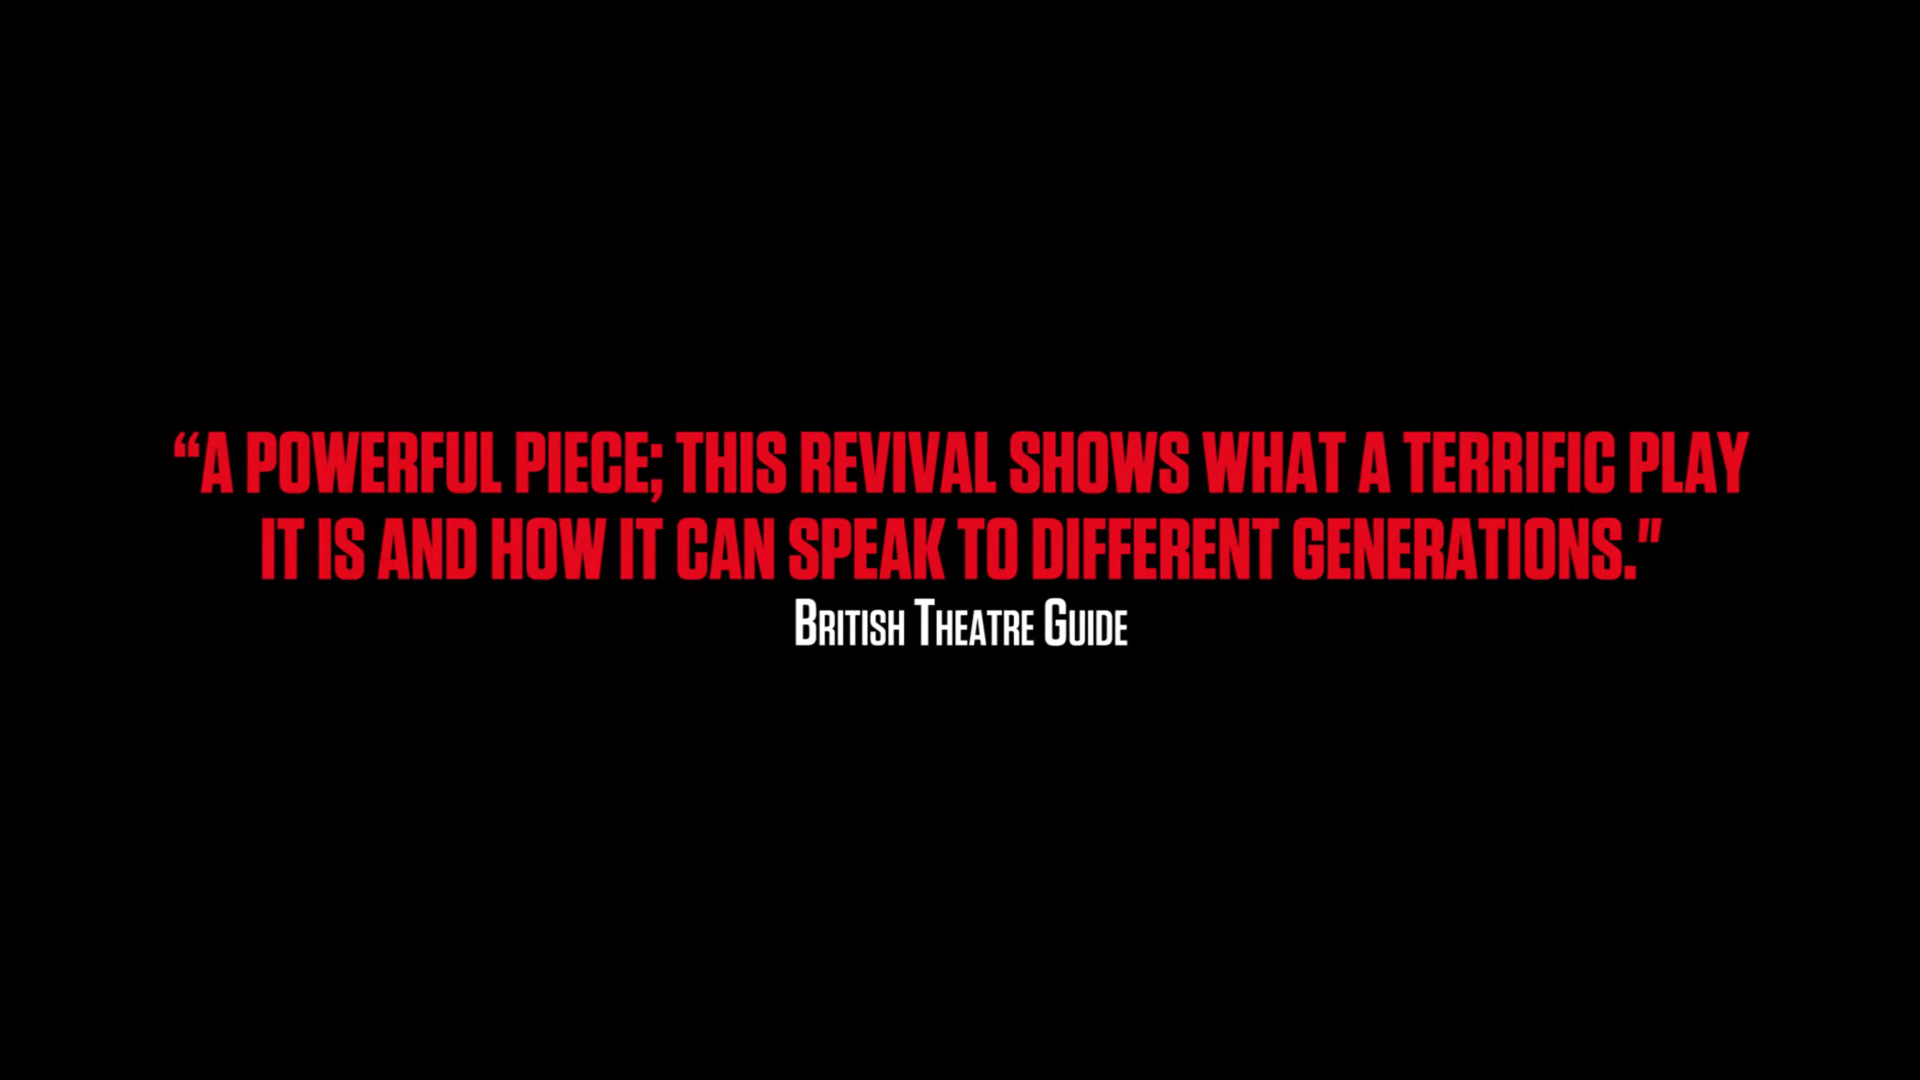 “A POWERFUL PIECE; THIS REVIVAL SHOWS WHAT A TERRIFIC PLAY
IT IS AND HOW IT CAN SPEAK TO DIFFERENT GENERATIONS."
BRITISH THEATRE GUIDE